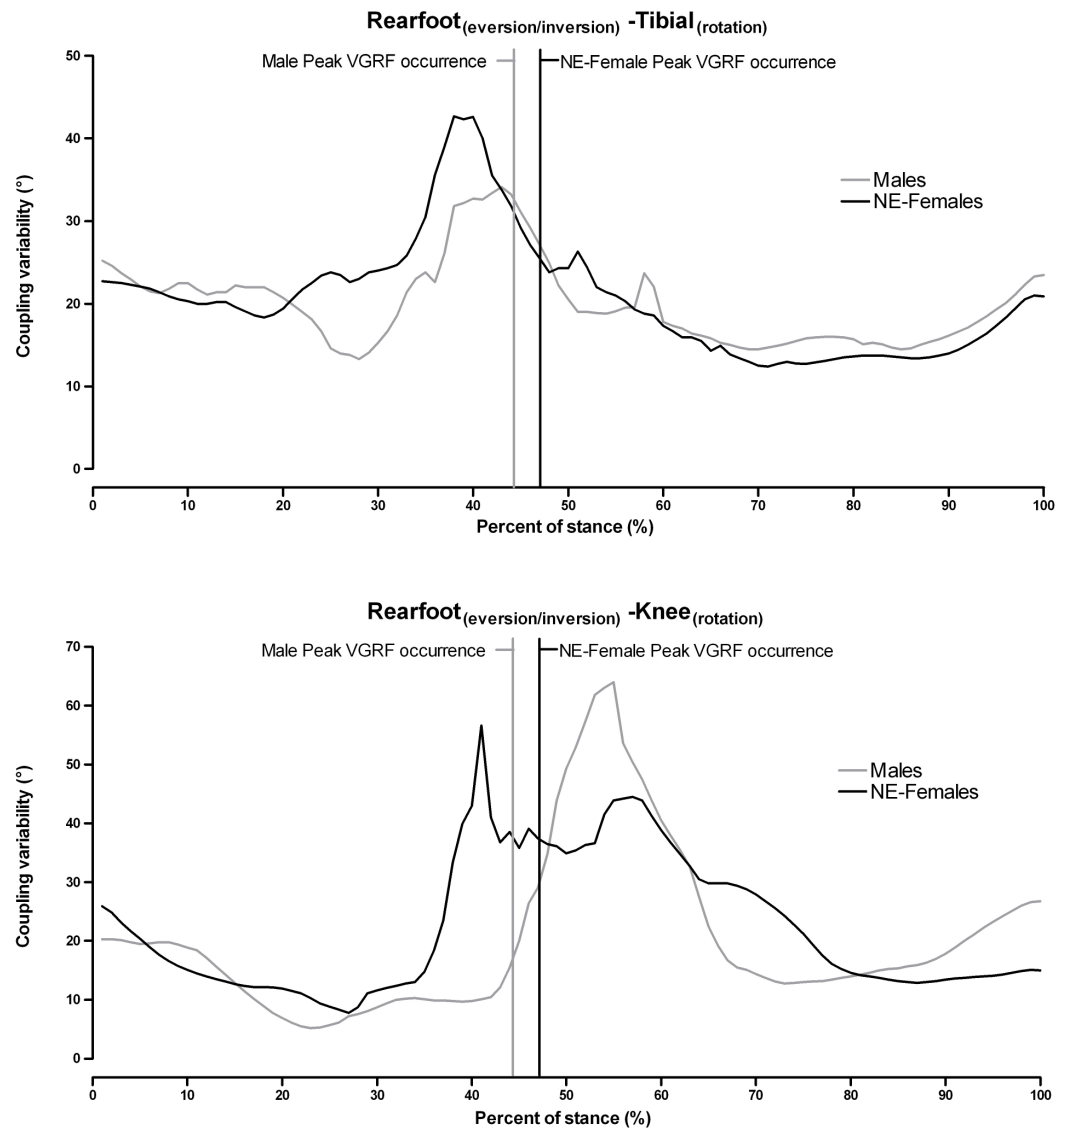 Rearfoot(eversion/inversion) -Tibial(rotation)
Male Peak VGRF occurrence
NE-Female Peak VGRF occurrence
50
40
30
20
10
0
Coupling variability (°)
Males
NE-Females
0 10 20 30 40 50 60 70 80 90 100
Percent of stance (%)
Rearfoot(eversion/inversion) -Knee(rotation)
Male Peak VGRF occurrence
NE-Female Peak VGRF occurrence
70
60
50
40
30
20
10
0
Coupling variability (°)
Males
NE-Females
0 10 20 30 40 50 60 70 80 90 100
Percent of stance (%)